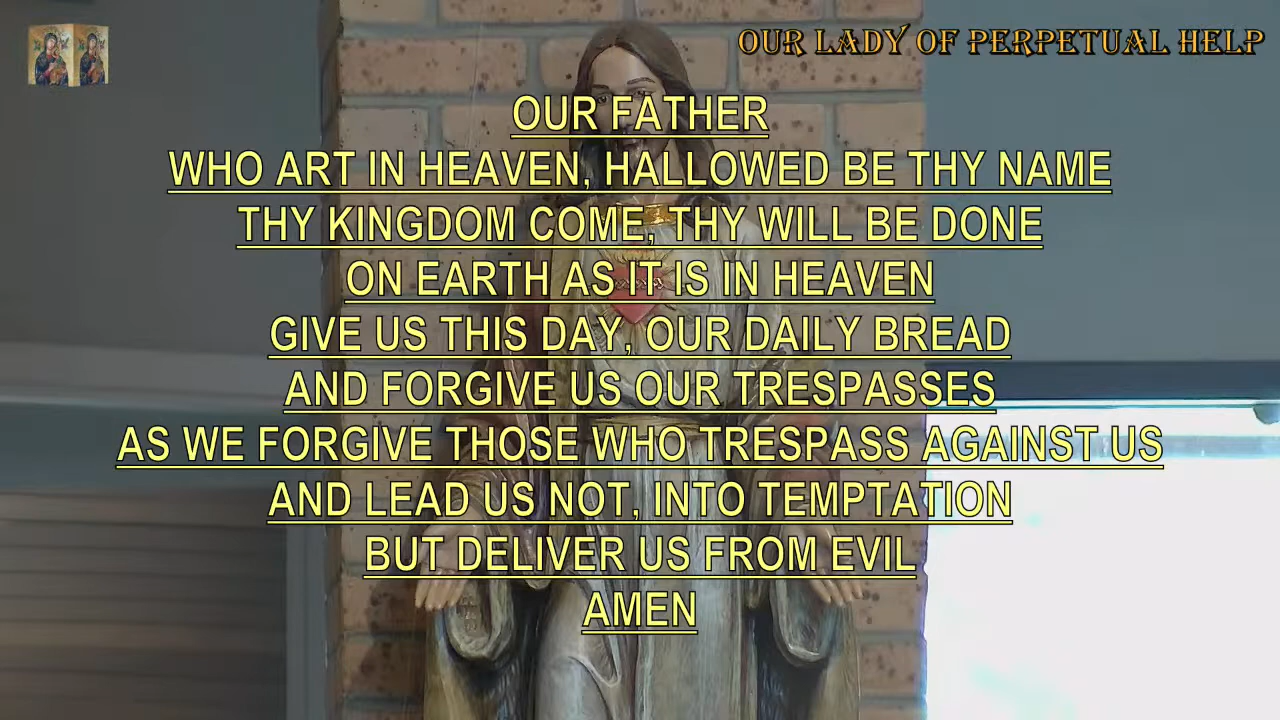 OUR LADY OF PERPETUAL HELP
OUR FATHER
WHO ART IN HEAVEN, HALLOWED BE THY NAME
THY KINGDOM COME, THY WILL BE DONE
ON EARTH AS IT IS IN HEAVEN
GIVE US THIS DAY, OUR DAILY BREAD
AND FORGIVE US OUR TRESPASSES
AS WE FORGIVE THOSE WHO TRESPASS AGAINST US
AND LEAD US NOT, INTO TEMPTATION
BUT DELIVER US FROM EVIL
AMEN